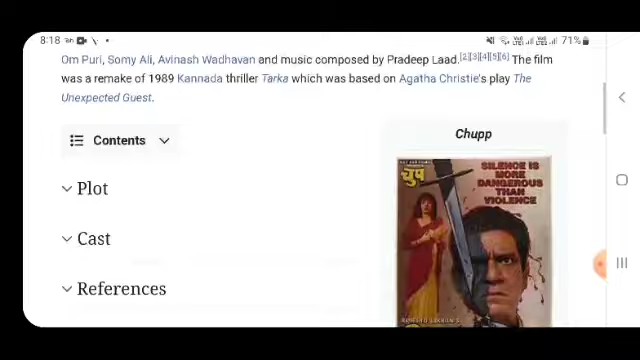 8:18
71%
Om Puri, Somy Ali, Avinash Wadhavan and music composed by Pradeep Laad.[2][3][4][5][6] The film
was a remake of 1989 Kannada thriller Tarka which was based on Agatha Christie's play The
Unexpected Guest.
Contents
Chupp
Plot
Cast
References
चुप
SILENCE IS
MORE
DANGEROUS
THAN
VIOLENCE